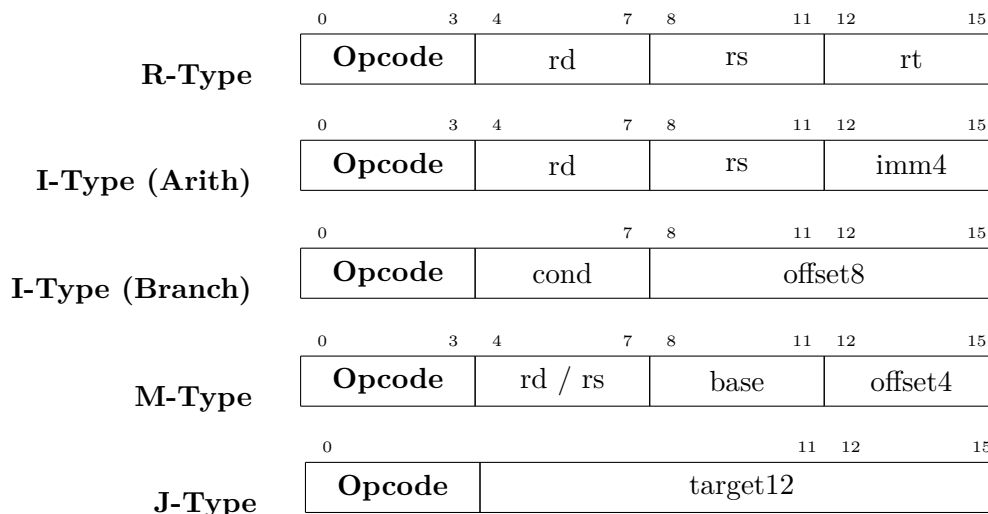 0 3 4 7 8 11 12 15
R-Type Opcode rd rs rt
0 3 4 7 8 11 12 15
I-Type (Arith) Opcode rd rs imm4
0 7 8 11 12 15
I-Type (Branch) Opcode cond offset8
0 3 4 7 8 11 12 15
M-Type Opcode rd / rs base offset4
0 11 12 15
J-Type Opcode target12